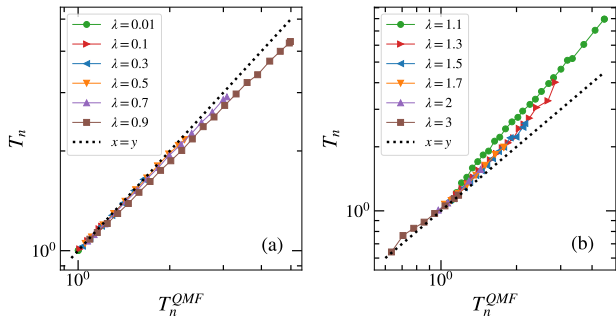 λ = 0.01
λ = 0.1
λ = 0.3
λ = 0.5
λ = 0.7
λ = 0.9
x = y
T_n
10^0
10^0
(a)
T_n^{QMF}
λ = 1.1
λ = 1.3
λ = 1.5
λ = 1.7
λ = 2
λ = 3
x = y
T_n
10^0
10^0
(b)
T_n^{QMF}